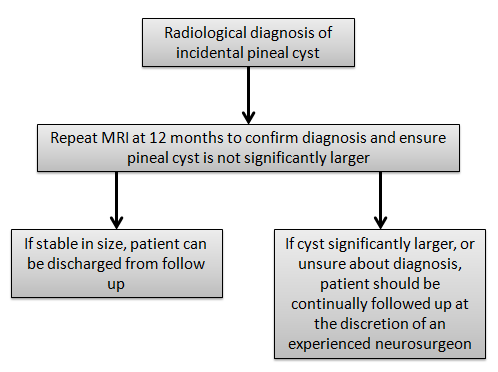 Radiological diagnosis of
incidental pineal cyst
Repeat MRI at 12 months to confirm diagnosis and ensure
pineal cyst is not significantly larger
If stable in size, patient can
be discharged from follow
up
If cyst significantly larger, or
unsure about diagnosis,
patient should be
continually followed up at
the discretion of an
experienced neurosurgeon